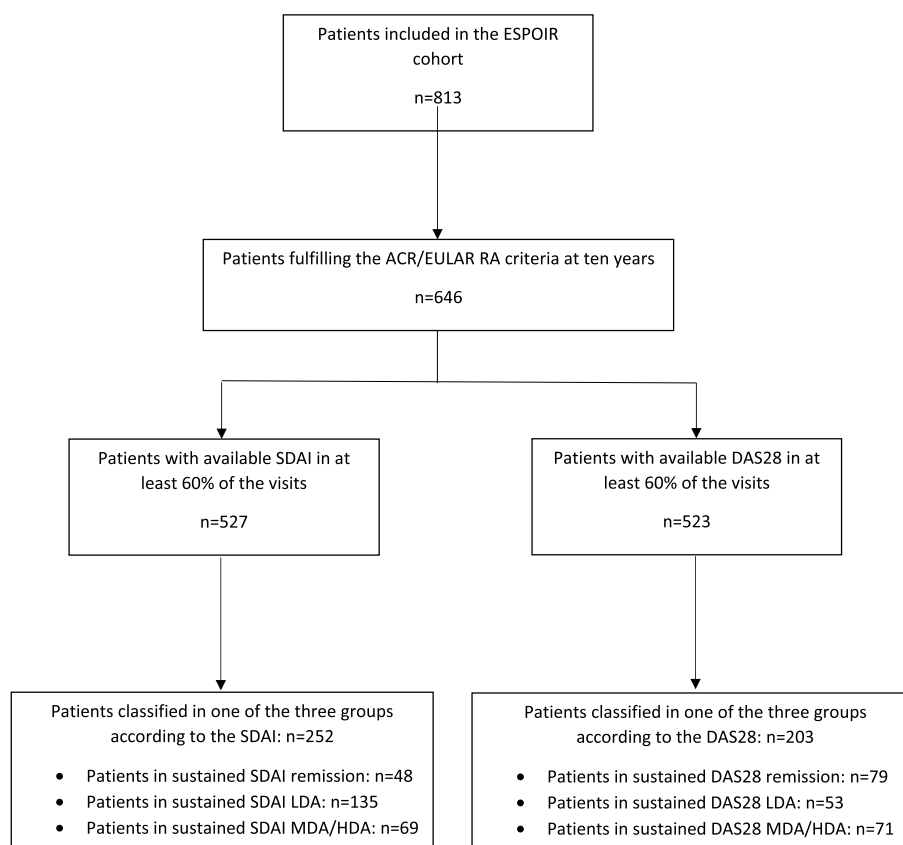 Patients included in the ESPOIR
cohort
n=813
Patients fulfilling the ACR/EULAR RA criteria at ten years
n=646
Patients with available SDAI in at
least 60% of the visits
n=527
Patients with available DAS28 in at
least 60% of the visits
n=523
Patients classified in one of the three groups
according to the SDAI: n=252
• Patients in sustained SDAI remission: n=48
• Patients in sustained SDAI LDA: n=135
• Patients in sustained SDAI MDA/HDA: n=69
Patients classified in one of the three groups
according to the DAS28: n=203
• Patients in sustained DAS28 remission: n=79
• Patients in sustained DAS28 LDA: n=53
• Patients in sustained DAS28 MDA/HDA: n=71